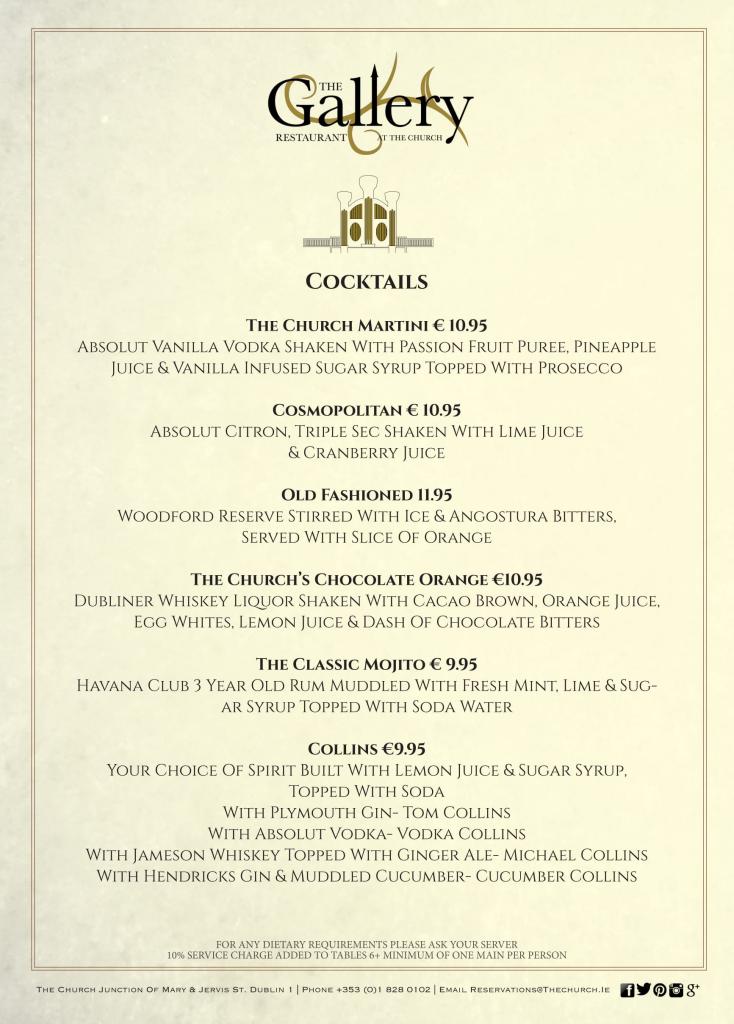 THE
Gallery
RESTAURANT AT THE CHURCH
COCKTAILS
THE CHURCH MARTINI € 10.95
ABSOLUT VANILLA VODKA SHAKEN WITH PASSION FRUIT PUREE, PINEAPPLE
JUICE & VANILLA INFUSED SUGAR SYRUP TOPPED WITH PROSECCO
COSMOPOLITAN € 10.95
ABSOLUT CITRON, TRIPLE SEC SHAKEN WITH LIME JUICE
& CRANBERRY JUICE
OLD FASHIONED 11.95
WOODFORD RESERVE STIRRED WITH ICE & ANGOSTURA BITTERS,
SERVED WITH SLICE OF ORANGE
THE CHURCH'S CHOCOLATE ORANGE €10.95
DUBLINER WHISKEY LIQUOR SHAKEN WITH CACAO BROWN, ORANGE JUICE,
EGG WHITES, LEMON JUICE & DASH OF CHOCOLATE BITTERS
THE CLASSIC MOJITO € 9.95
HAVANA CLUB 3 YEAR OLD RUM MUDDLED WITH FRESH MINT, LIME & SUG-
AR SYRUP TOPPED WITH SODA WATER
COLLINS €9.95
YOUR CHOICE OF SPIRIT BUILT WITH LEMON JUICE & SUGAR SYRUP,
TOPPED WITH SODA
WITH PLYMOUTH GIN- TOM COLLINS
WITH ABSOLUT VODKA- VODKA COLLINS
WITH JAMESON WHISKEY TOPPED WITH GINGER ALE- MICHAEL COLLINS
WITH HENDRICKS GIN & MUDDLED CUCUMBER- CUCUMBER COLLINS
FOR ANY DIETARY REQUIREMENTS PLEASE ASK YOUR SERVER
10% SERVICE CHARGE ADDED TO TABLES 6+ MINIMUM OF ONE MAIN PER PERSON
THE CHURCH JUNCTION OF MARY & JERVIS ST. DUBLIN 1 | PHONE +353 (0)1 828 0102 | EMAIL RESERVATIONS@THECHURCH.IE